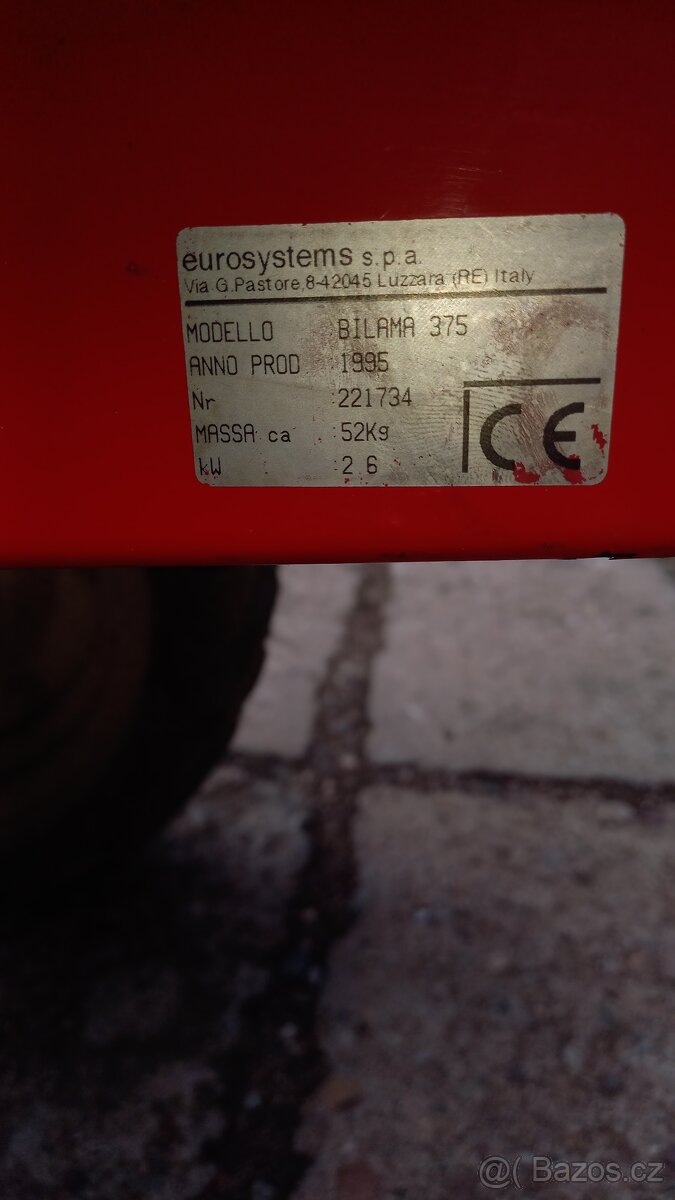 eurosystems s.p.a.
Via G.Pastore,8-42045 Luzzara (RE) Italy
MODELLO BILAMA 375
ANNO PROD 1995
Nr 221734
MASSA ca 52Kg
kW 2 6
CE
@( Bazos.cz